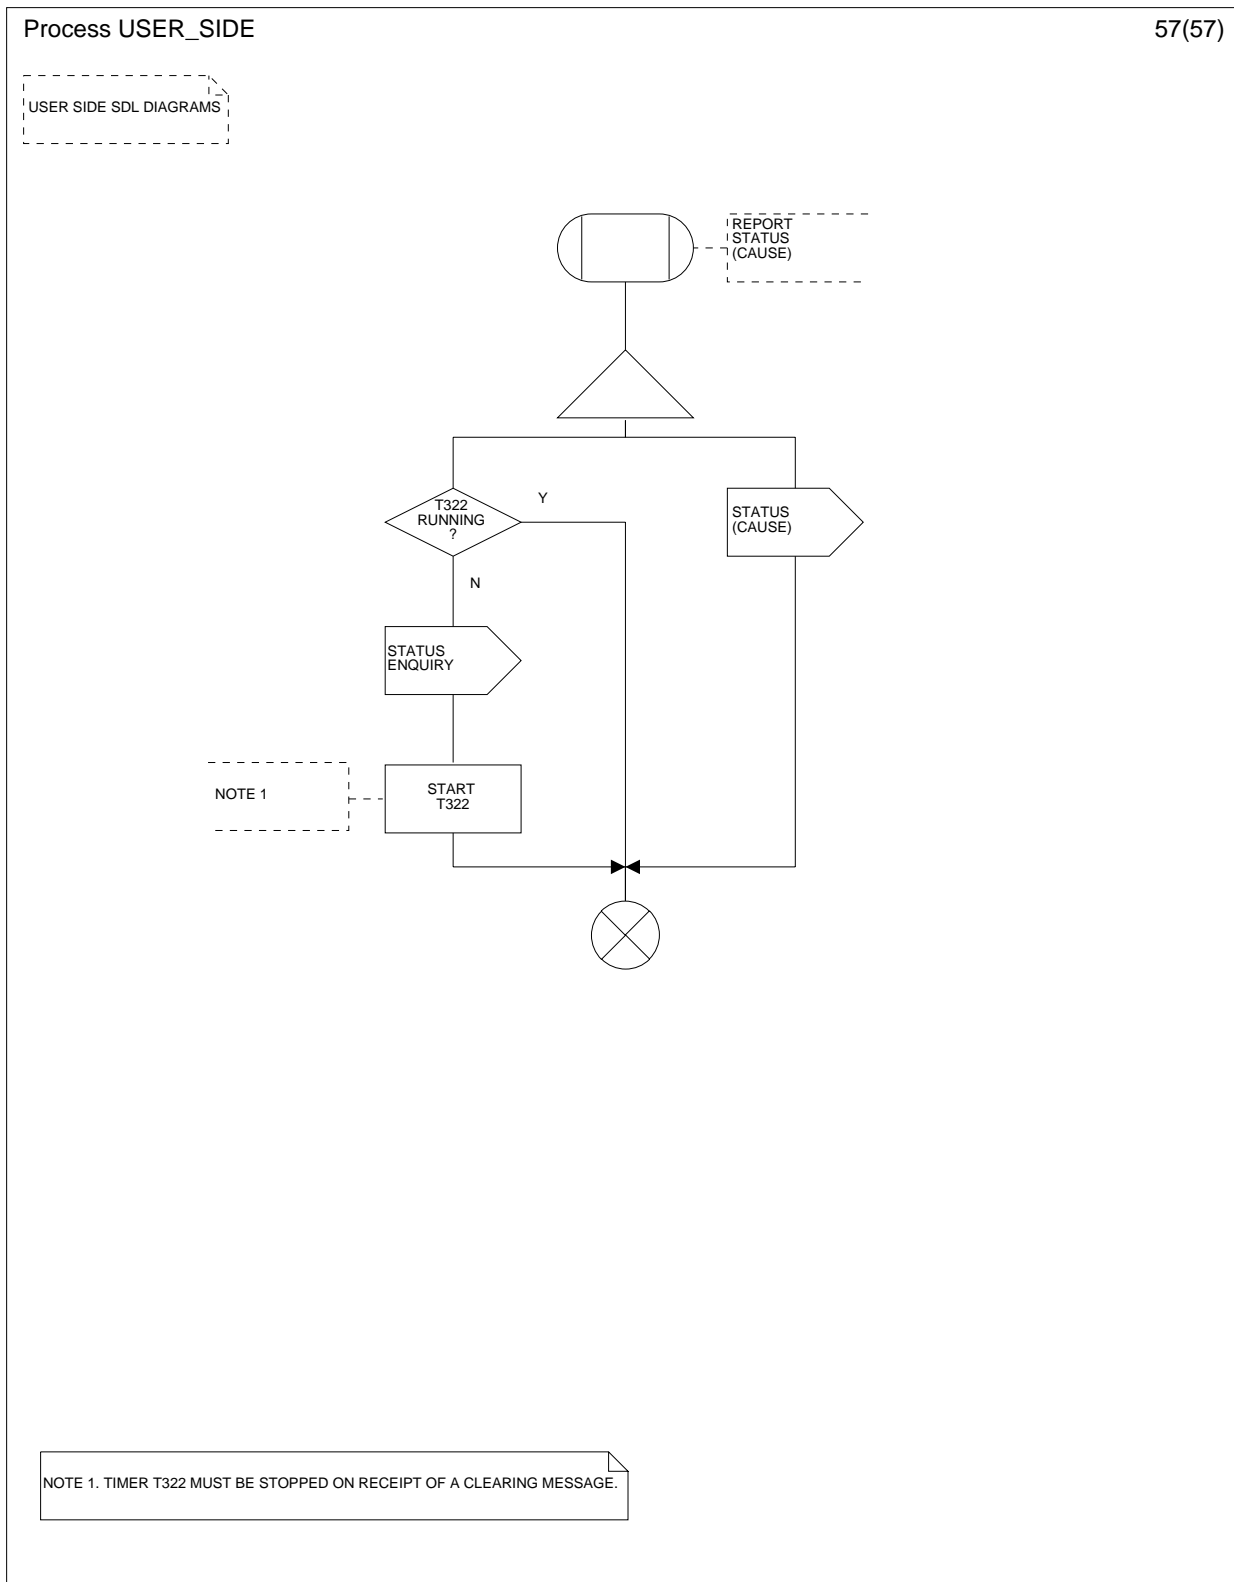 Process USER_SIDE
57(57)
USER SIDE SDL DIAGRAMS
REPORT
STATUS
(CAUSE)
T322
RUNNING
?
Y
N
STATUS
(CAUSE)
STATUS
ENQUIRY
NOTE 1
START
T322
NOTE 1. TIMER T322 MUST BE STOPPED ON RECEIPT OF A CLEARING MESSAGE.